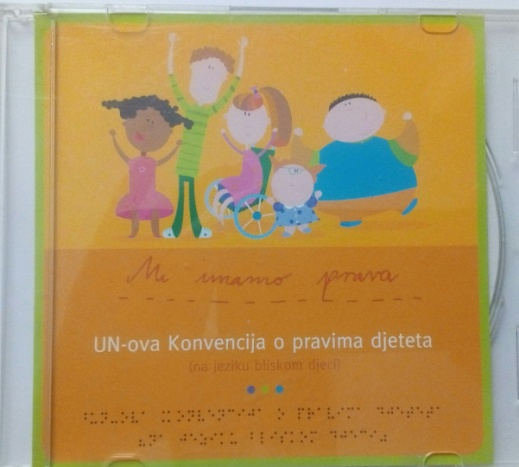 Mi imamo prava
UN-ova Konvencija o pravima djeteta
(na jeziku bliskom djeci)